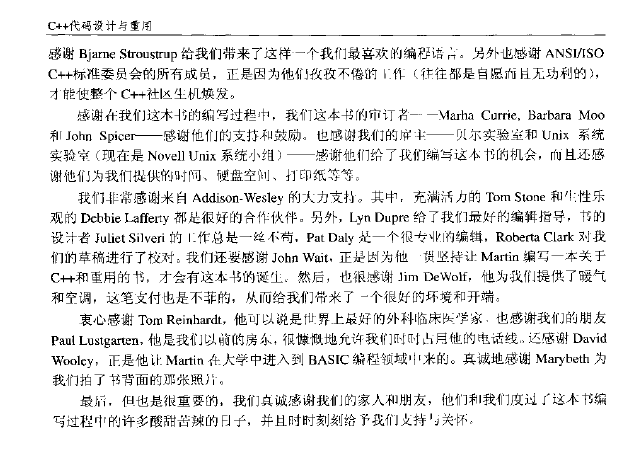 C++代码设计与重用
感谢 Bjarne Stroustrup 给我们带来了这样一个我们最喜欢的编程语言。另外也感谢 ANSI/ISO
C++标准委员会的所有成员，正是因为他们孜孜不倦的工作（往往都是自愿而且无功利的），
才能使整个 C++社区生机焕发。
感谢在我们这本书的编写过程中，我们这本书的审订者——Marha Currie, Barbara Moo
和 John Spicer——感谢他们的支持和鼓励。也感谢我们的雇主——贝尔实验室和 Unix 系统
实验室（现在是 Novell Unix 系统小组）——感谢他们给了我们编写这本书的机会，而且还感
谢他们为我们提供的时间、硬盘空间、打印纸等等。
我们非常感谢来自 Addison-Wesley 的大力支持。其中，充满活力的 Tom Stone 和生性乐
观的 Debbie Lafferty 都是很好的合作伙伴。另外，Lyn Dupre 给了我们最好的编辑指导，书的
设计者 Juliet Silveri 的工作总是一丝不苟，Pat Daly 是一个很专业的编辑，Roberta Clark 对我
们的草稿进行了校对。我们还要感谢 John Wait，正是因为他一贯坚持让 Martin 编写一本关于
C++和重用的书，才会有这本书的诞生。然后，也很感谢 Jim DeWolf，他为我们提供了暖气
和空调，这笔支付也是不菲的，从而给我们带来了一个很好的环境和开端。
衷心感谢 Tom Reinhardt，他可以说是世界上最好的外科临床医学家。也感谢我们的朋友
Paul Lustgarten，他是我们以前的房东，很慷慨地允许我们时时占用他的电话线。还感谢 David
Wooley，正是他让 Martin 在大学中进入到 BASIC 编程领域中来的。真诚地感谢 Marybeth 为
我们拍了书背面的那张照片。
最后，但也是很重要的，我们真诚感谢我们的家人和朋友，他们和我们度过了这本书编
写过程中的许多酸甜苦辣的日子，并且时时刻刻给予我们支持与关怀。